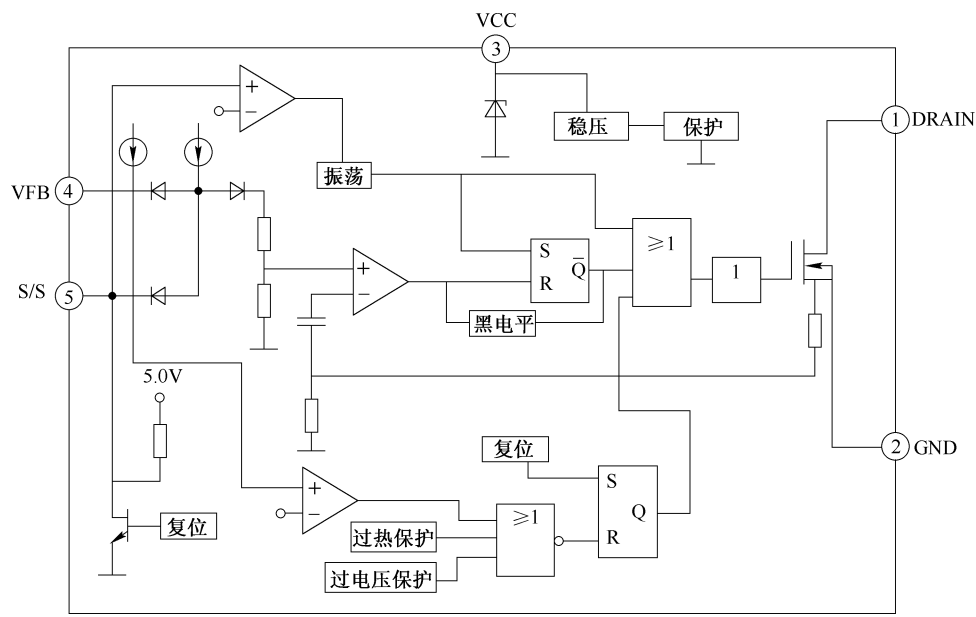 VCC
3
+
−
稳压
保护
1
DRAIN
振荡
VFB
4
S
R
Q̅
≥1
1
+
−
S/S
5
黑电平
5.0V
复位
2
GND
+
−
S
Q
R
≥1
复位
过热保护
过电压保护